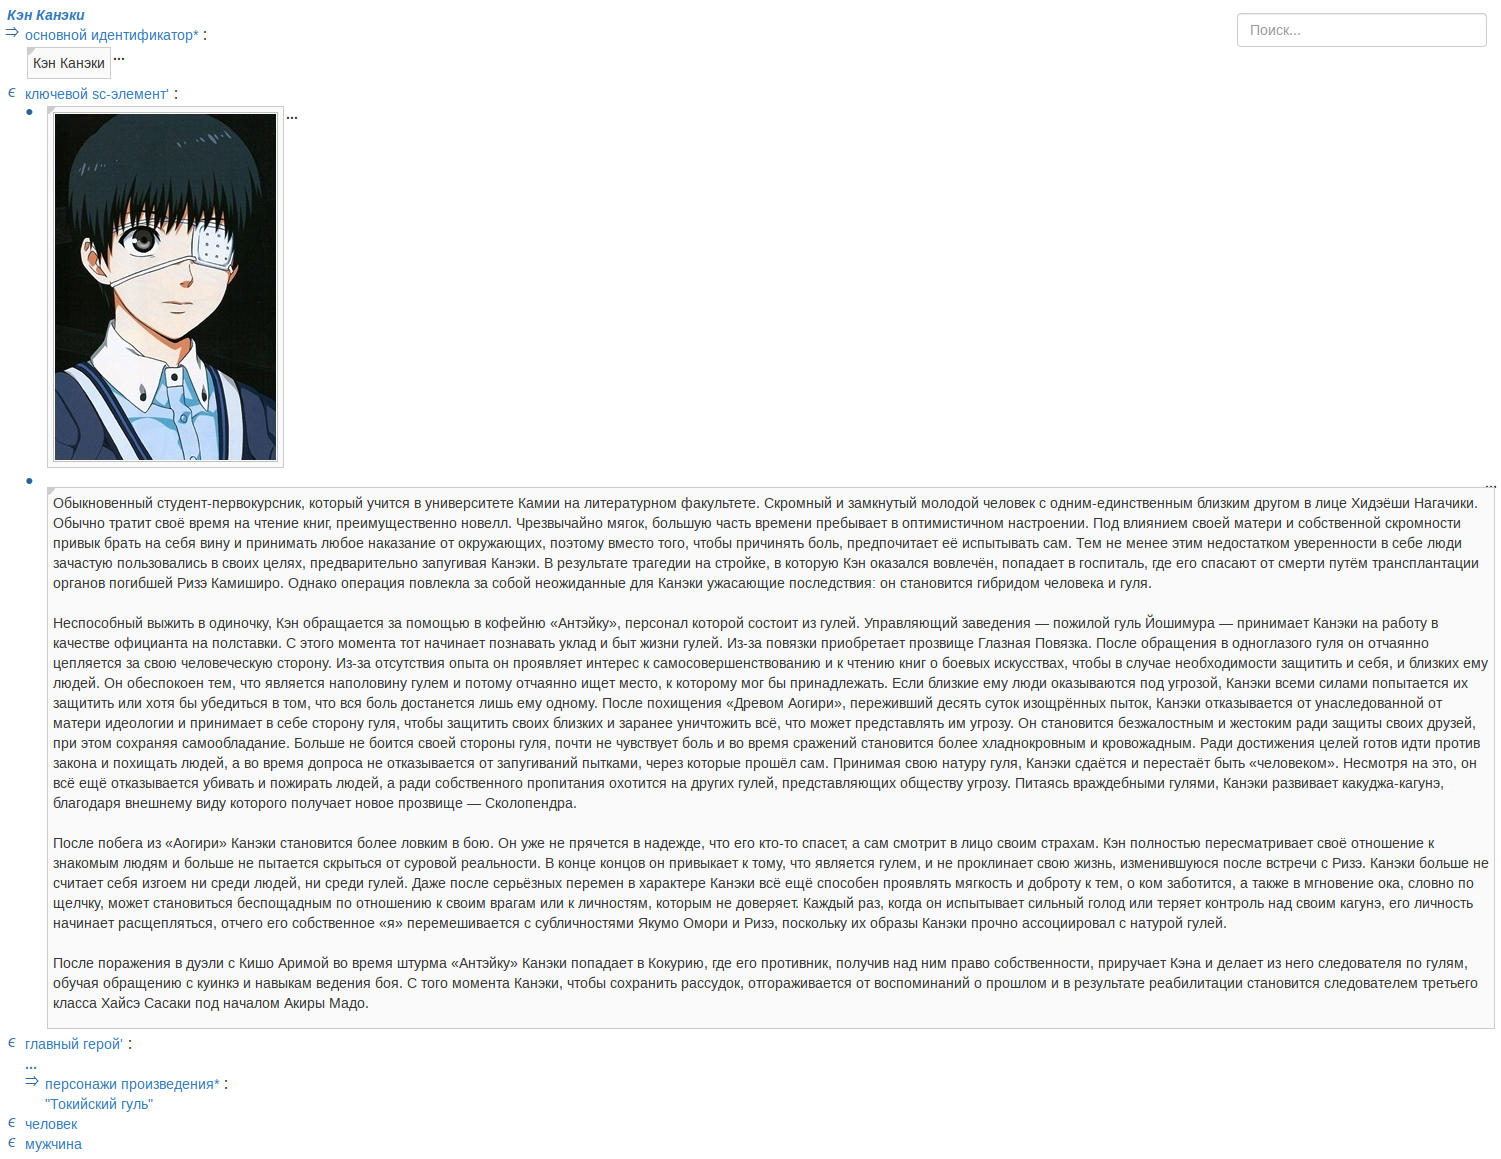 Кэн Канэки
⇒ основной идентификатор* :
Поиск...
Кэн Канэки ...
ϵ ключевой sc-элемент' :
• ...
• ...
Обыкновенный студент-первокурсник, который учится в университете Камии на литературном факультете. Скромный и замкнутый молодой человек с одним-единственным близким другом в лице Хидэёши Нагачики.
Обычно тратит своё время на чтение книг, преимущественно новелл. Чрезвычайно мягок, большую часть времени пребывает в оптимистичном настроении. Под влиянием своей матери и собственной скромности
привык брать на себя вину и принимать любое наказание от окружающих, поэтому вместо того, чтобы причинять боль, предпочитает её испытывать сам. Тем не менее этим недостатком уверенности в себе люди
зачастую пользовались в своих целях, предварительно запугивая Канэки. В результате трагедии на стройке, в которую Кэн оказался вовлечён, попадает в госпиталь, где его спасают от смерти путём трансплантации
органов погибшей Ризэ Камиширо. Однако операция повлекла за собой неожиданные для Канэки ужасающие последствия: он становится гибридом человека и гуля.
Неспособный выжить в одиночку, Кэн обращается за помощью в кофейню «Антэйку», персонал которой состоит из гулей. Управляющий заведения — пожилой гуль Йошимура — принимает Канэки на работу в
качестве официанта на полставки. С этого момента тот начинает познавать уклад и быт жизни гулей. Из-за повязки приобретает прозвище Глазная Повязка. После обращения в одноглазого гуля он отчаянно
цепляется за свою человеческую сторону. Из-за отсутствия опыта он проявляет интерес к самосовершенствованию и к чтению книг о боевых искусствах, чтобы в случае необходимости защитить и себя, и близких ему
людей. Он обеспокоен тем, что является наполовину гулем и потому отчаянно ищет место, к которому мог бы принадлежать. Если близкие ему люди оказываются под угрозой, Канэки всеми силами попытается их
защитить или хотя бы убедиться в том, что вся боль достанется лишь ему одному. После похищения «Древом Аогири», переживший десять суток изощрённых пыток, Канэки отказывается от унаследованной от
матери идеологии и принимает в себе сторону гуля, чтобы защитить своих близких и заранее уничтожить всё, что может представлять им угрозу. Он становится безжалостным и жестоким ради защиты своих друзей,
при этом сохраняя самообладание. Больше не боится своей стороны гуля, почти не чувствует боль и во время сражений становится более хладнокровным и кровожадным. Ради достижения целей готов идти против
закона и похищать людей, а во время допроса не отказывается от запугиваний пытками, через которые прошёл сам. Принимая свою натуру гуля, Канэки сдаётся и перестаёт быть «человеком». Несмотря на это, он
всё ещё отказывается убивать и пожирать людей, а ради собственного пропитания охотится на других гулей, представляющих обществу угрозу. Питаясь враждебными гулями, Канэки развивает какуджа-кагунэ,
благодаря внешнему виду которого получает новое прозвище — Сколопендра.
После побега из «Аогири» Канэки становится более ловким в бою. Он уже не прячется в надежде, что его кто-то спасет, а сам смотрит в лицо своим страхам. Кэн полностью пересматривает своё отношение к
знакомым людям и больше не пытается скрыться от суровой реальности. В конце концов он привыкает к тому, что является гулем, и не проклинает свою жизнь, изменившуюся после встречи с Ризэ. Канэки больше не
считает себя изгоем ни среди людей, ни среди гулей. Даже после серьёзных перемен в характере Канэки всё ещё способен проявлять мягкость и доброту к тем, о ком заботится, а также в мгновение ока, словно по
щелчку, может становиться беспощадным по отношению к своим врагам или к личностям, которым не доверяет. Каждый раз, когда он испытывает сильный голод или теряет контроль над своим кагунэ, его личность
начинает расщепляться, отчего его собственное «я» перемешивается с субличностями Якумо Омори и Ризэ, поскольку их образы Канэки прочно ассоциировал с натурой гулей.
После поражения в дуэли с Кишо Аримой во время штурма «Антэйку» Канэки попадает в Кокурию, где его противник, получив над ним право собственности, приручает Кэна и делает из него следователя по гулям,
обучая обращению с куинкэ и навыкам ведения боя. С того момента Канэки, чтобы сохранить рассудок, отгораживается от воспоминаний о прошлом и в результате реабилитации становится следователем третьего
класса Хайсэ Сасаки под началом Акиры Мадо.
ϵ главный герой' :
...
⇒ персонажи произведения* :
"Токийский гуль"
ϵ человек
ϵ мужчина